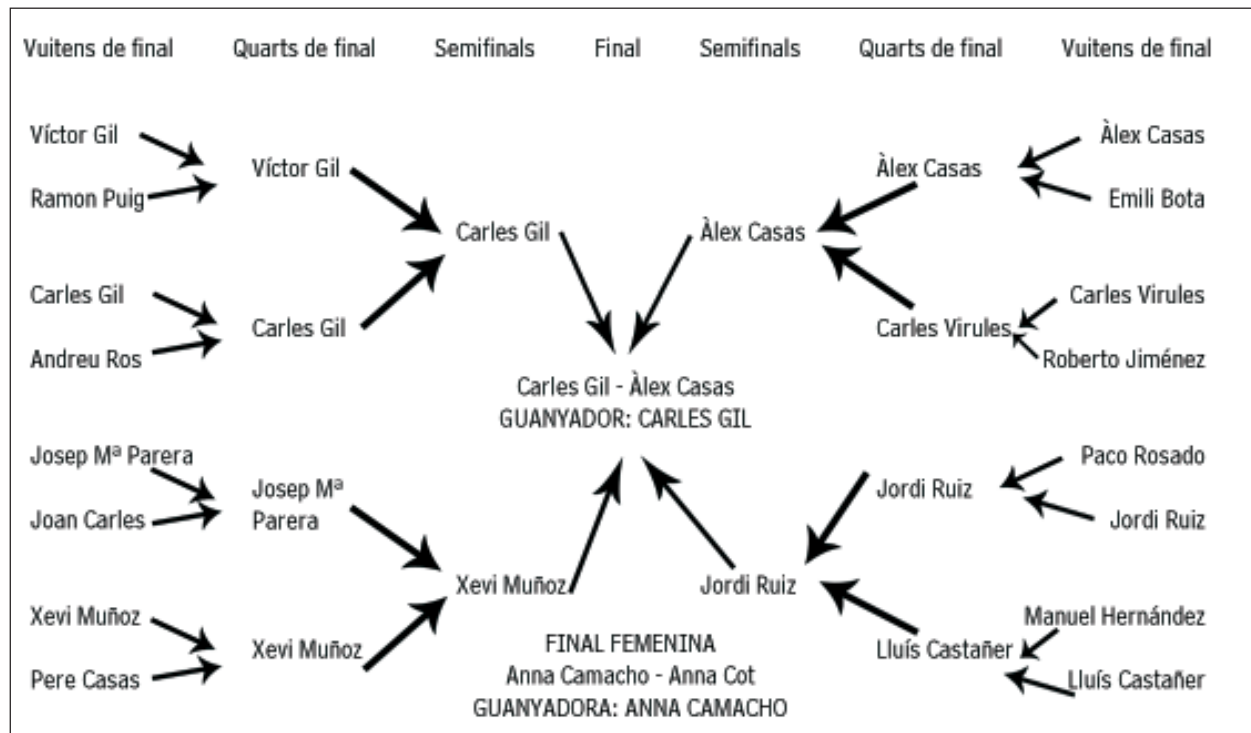 Vuitens de final Quarts de final Semifinals Final Semifinals Quarts de final Vuitens de final
Víctor Gil
Ramon Puig
Víctor Gil
Carles Gil
Andreu Ros
Carles Gil
Carles Gil
Josep Mª Parera
Joan Carles
Josep Mª
Parera
Xevi Muñoz
Pere Casas
Xevi Muñoz
Xevi Muñoz
Carles Gil - Àlex Casas
GUANYADOR: CARLES GIL
FINAL FEMENINA
Anna Camacho - Anna Cot
GUANYADORA: ANNA CAMACHO
Àlex Casas
Jordi Ruiz
Àlex Casas
Carles Virules
Jordi Ruiz
Lluís Castañer
Àlex Casas
Emili Bota
Carles Virules
Roberto Jiménez
Paco Rosado
Jordi Ruiz
Manuel Hernández
Lluís Castañer